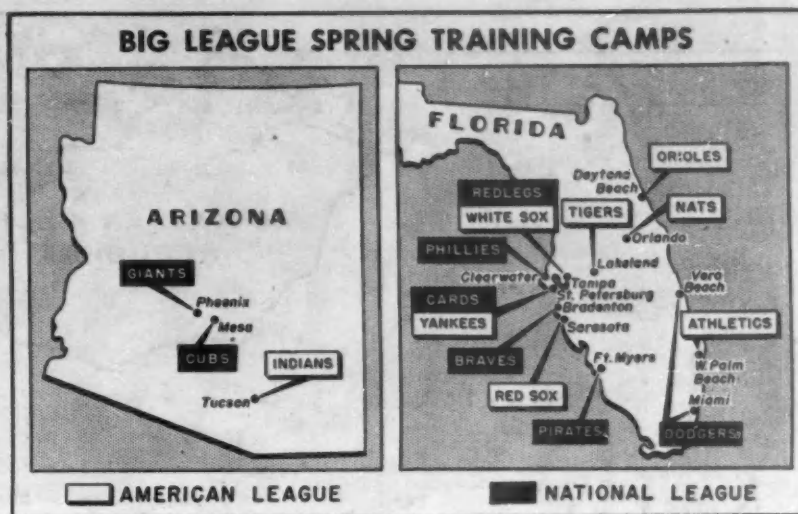 BIG LEAGUE SPRING TRAINING CAMPS
ARIZONA
GIANTS
Phoenix
Mesa
CUBS
INDIANS
Tucson
FLORIDA
ORIOLES
Daytona
Beach
REDLEGS
WHITE SOX
TIGERS
NATS
Orlando
PHILLIES
Clearwater
Lakeland
Tampa
Vero
Beach
CARDS
St. Petersburg
YANKEES
Bradenton
ATHLETICS
Sarasota
BRAVES
Ft. Myers
W. Palm
Beach
RED SOX
Miami
PIRATES
DODGERS
AMERICAN LEAGUE
NATIONAL LEAGUE